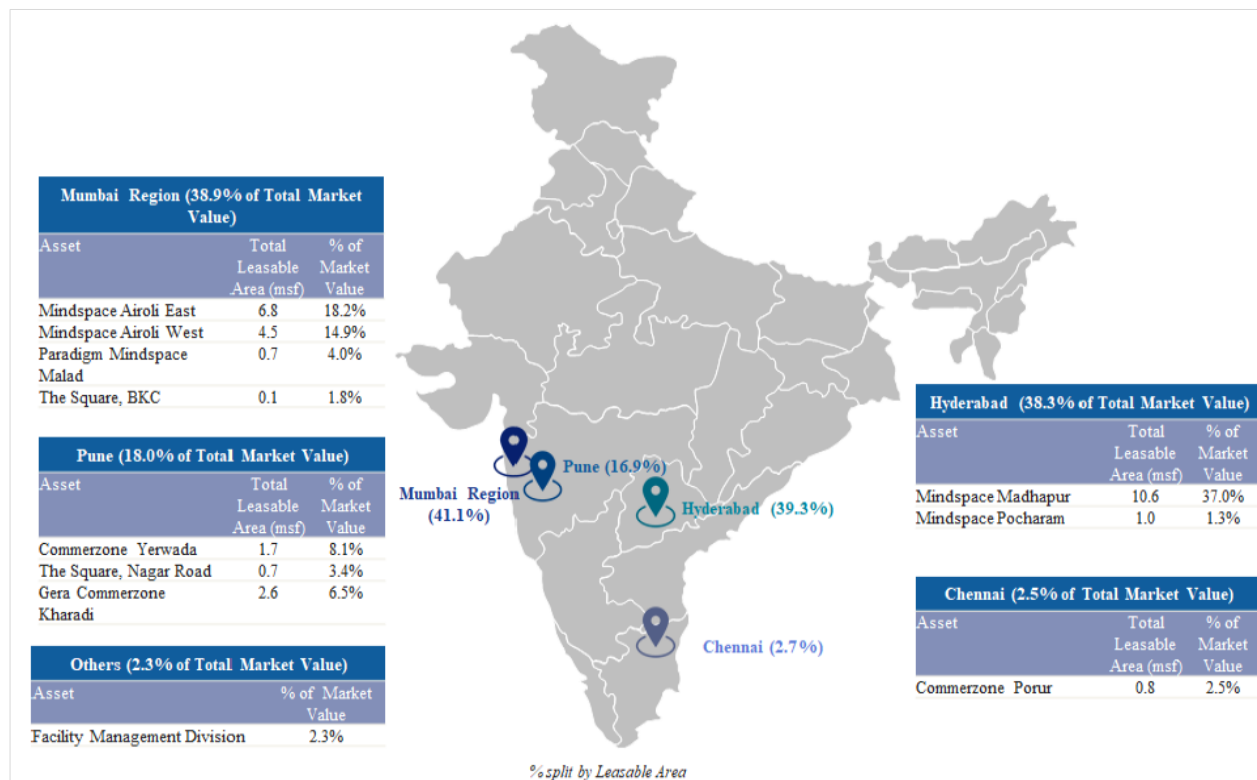 Mumbai Region (38.9% of Total Market
Value)
Asset Total % of
Leasable Market
Area (msf) Value
Mindspace Airoli East 6.8 18.2%
Mindspace Airoli West 4.5 14.9%
Paradigm Mindspace 0.7 4.0%
Malad
The Square, BKC 0.1 1.8%
Pune (18.0% of Total Market Value)
Asset Total % of
Leasable Market
Area (msf) Value
Commerzone Yerwada 1.7 8.1%
The Square, Nagar Road 0.7 3.4%
Gera Commerzone 2.6 6.5%
Kharadi
Others (2.3% of Total Market Value)
Asset % of Market
Value
Facility Management Division 2.3%
Pune (16.9%)
Mumbai Region
(41.1%)
Hyderabad (39.3%)
Chennai (2.7%)
Hyderabad (38.3% of Total Market Value)
Asset Total % of
Leasable Market
Area (msf) Value
Mindspace Madhapur 10.6 37.0%
Mindspace Pocharam 1.0 1.3%
Chennai (2.5% of Total Market Value)
Asset Total % of
Leasable Market
Area (msf) Value
Commerzone Porur 0.8 2.5%
% split by Leasable Area